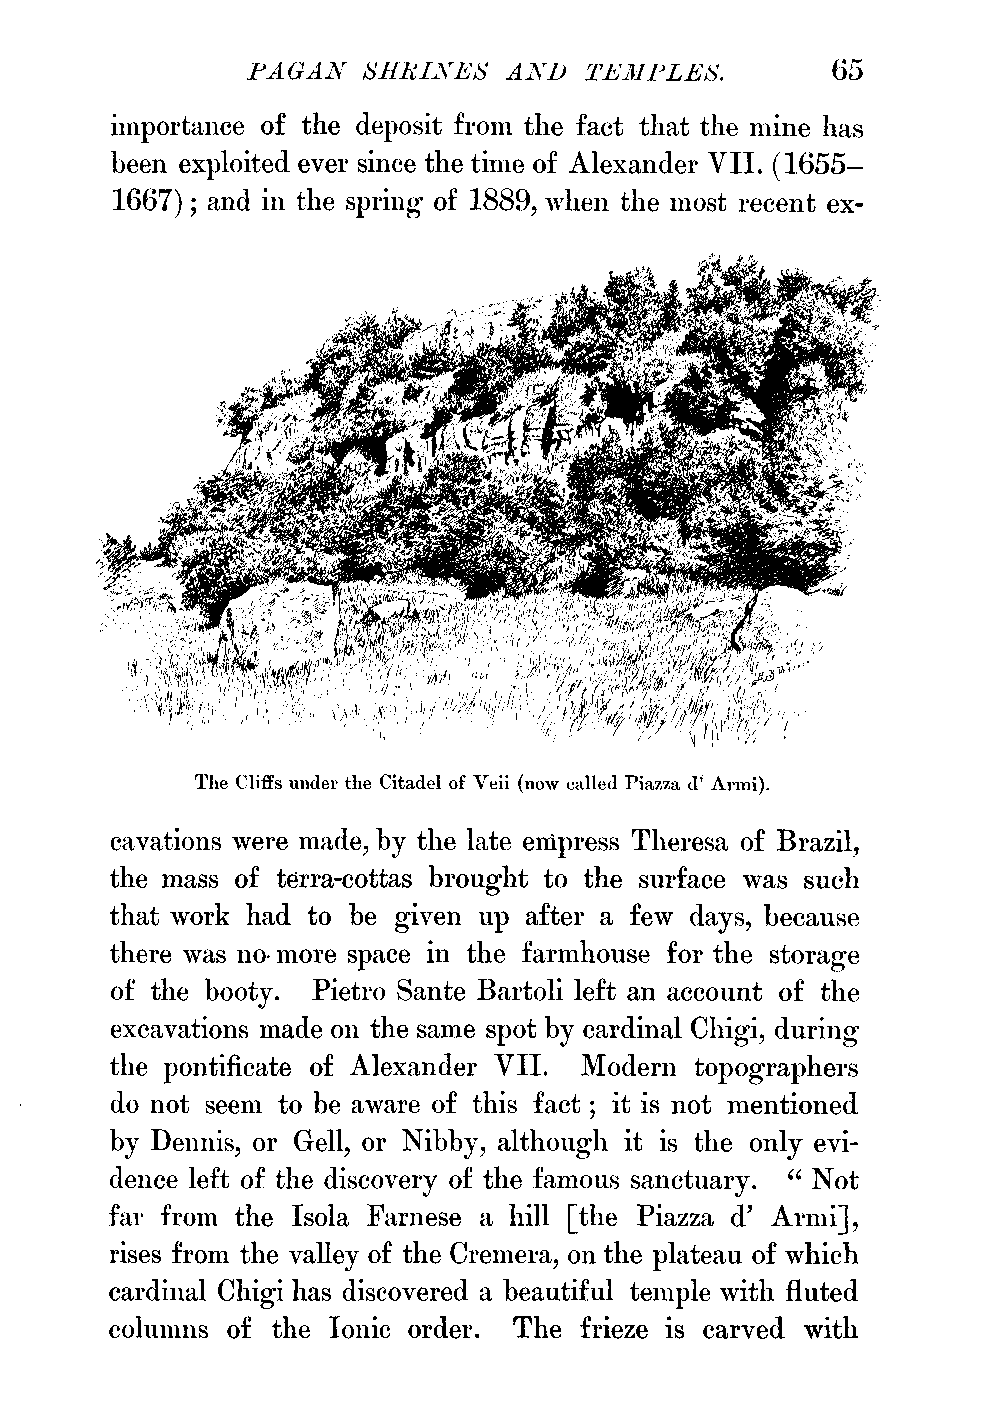 PAGAN SHRINES AND TEMPLES. 65
importance of the deposit from the fact that the mine has
been exploited ever since the time of Alexander VII. (1655–
1667); and in the spring of 1889, when the most recent ex-
The Cliffs under the Citadel of Veii (now called Piazza d' Armi).
cavations were made, by the late empress Theresa of Brazil,
the mass of terra-cottas brought to the surface was such
that work had to be given up after a few days, because
there was no more space in the farmhouse for the storage
of the booty. Pietro Sante Bartoli left an account of the
excavations made on the same spot by cardinal Chigi, during
the pontificate of Alexander VII. Modern topographers
do not seem to be aware of this fact; it is not mentioned
by Dennis, or Gell, or Nibby, although it is the only evi-
dence left of the discovery of the famous sanctuary. “Not
far from the Isola Farnese a hill [the Piazza d’ Armi],
rises from the valley of the Cremera, on the plateau of which
cardinal Chigi has discovered a beautiful temple with fluted
columns of the Ionic order. The frieze is carved with